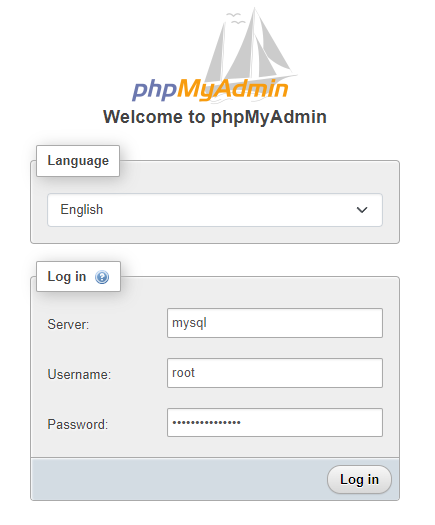 phpMyAdmin
Welcome to phpMyAdmin
Language
English
Log in
Server:
mysql
Username:
root
Password:
•••••••••••••••
Log in